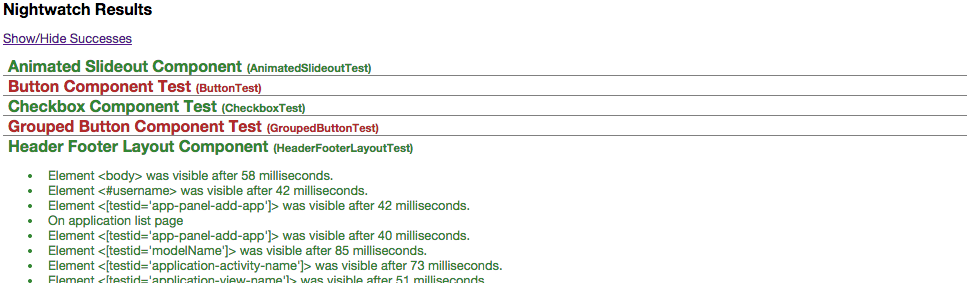 Nightwatch Results
Show/Hide Successes
Animated Slideout Component (AnimatedSlideoutTest)
Button Component Test (ButtonTest)
Checkbox Component Test (CheckboxTest)
Grouped Button Component Test (GroupedButtonTest)
Header Footer Layout Component (HeaderFooterLayoutTest)
• Element <body> was visible after 58 milliseconds.
• Element <#username> was visible after 42 milliseconds.
• Element <[testid='app-panel-add-app']> was visible after 42 milliseconds.
• On application list page
• Element <[testid='app-panel-add-app']> was visible after 40 milliseconds.
• Element <[testid='modelName']> was visible after 85 milliseconds.
• Element <[testid='application-activity-name']> was visible after 73 milliseconds.
• Element <[testid='application-view-name']> was visible after 51 milliseconds.